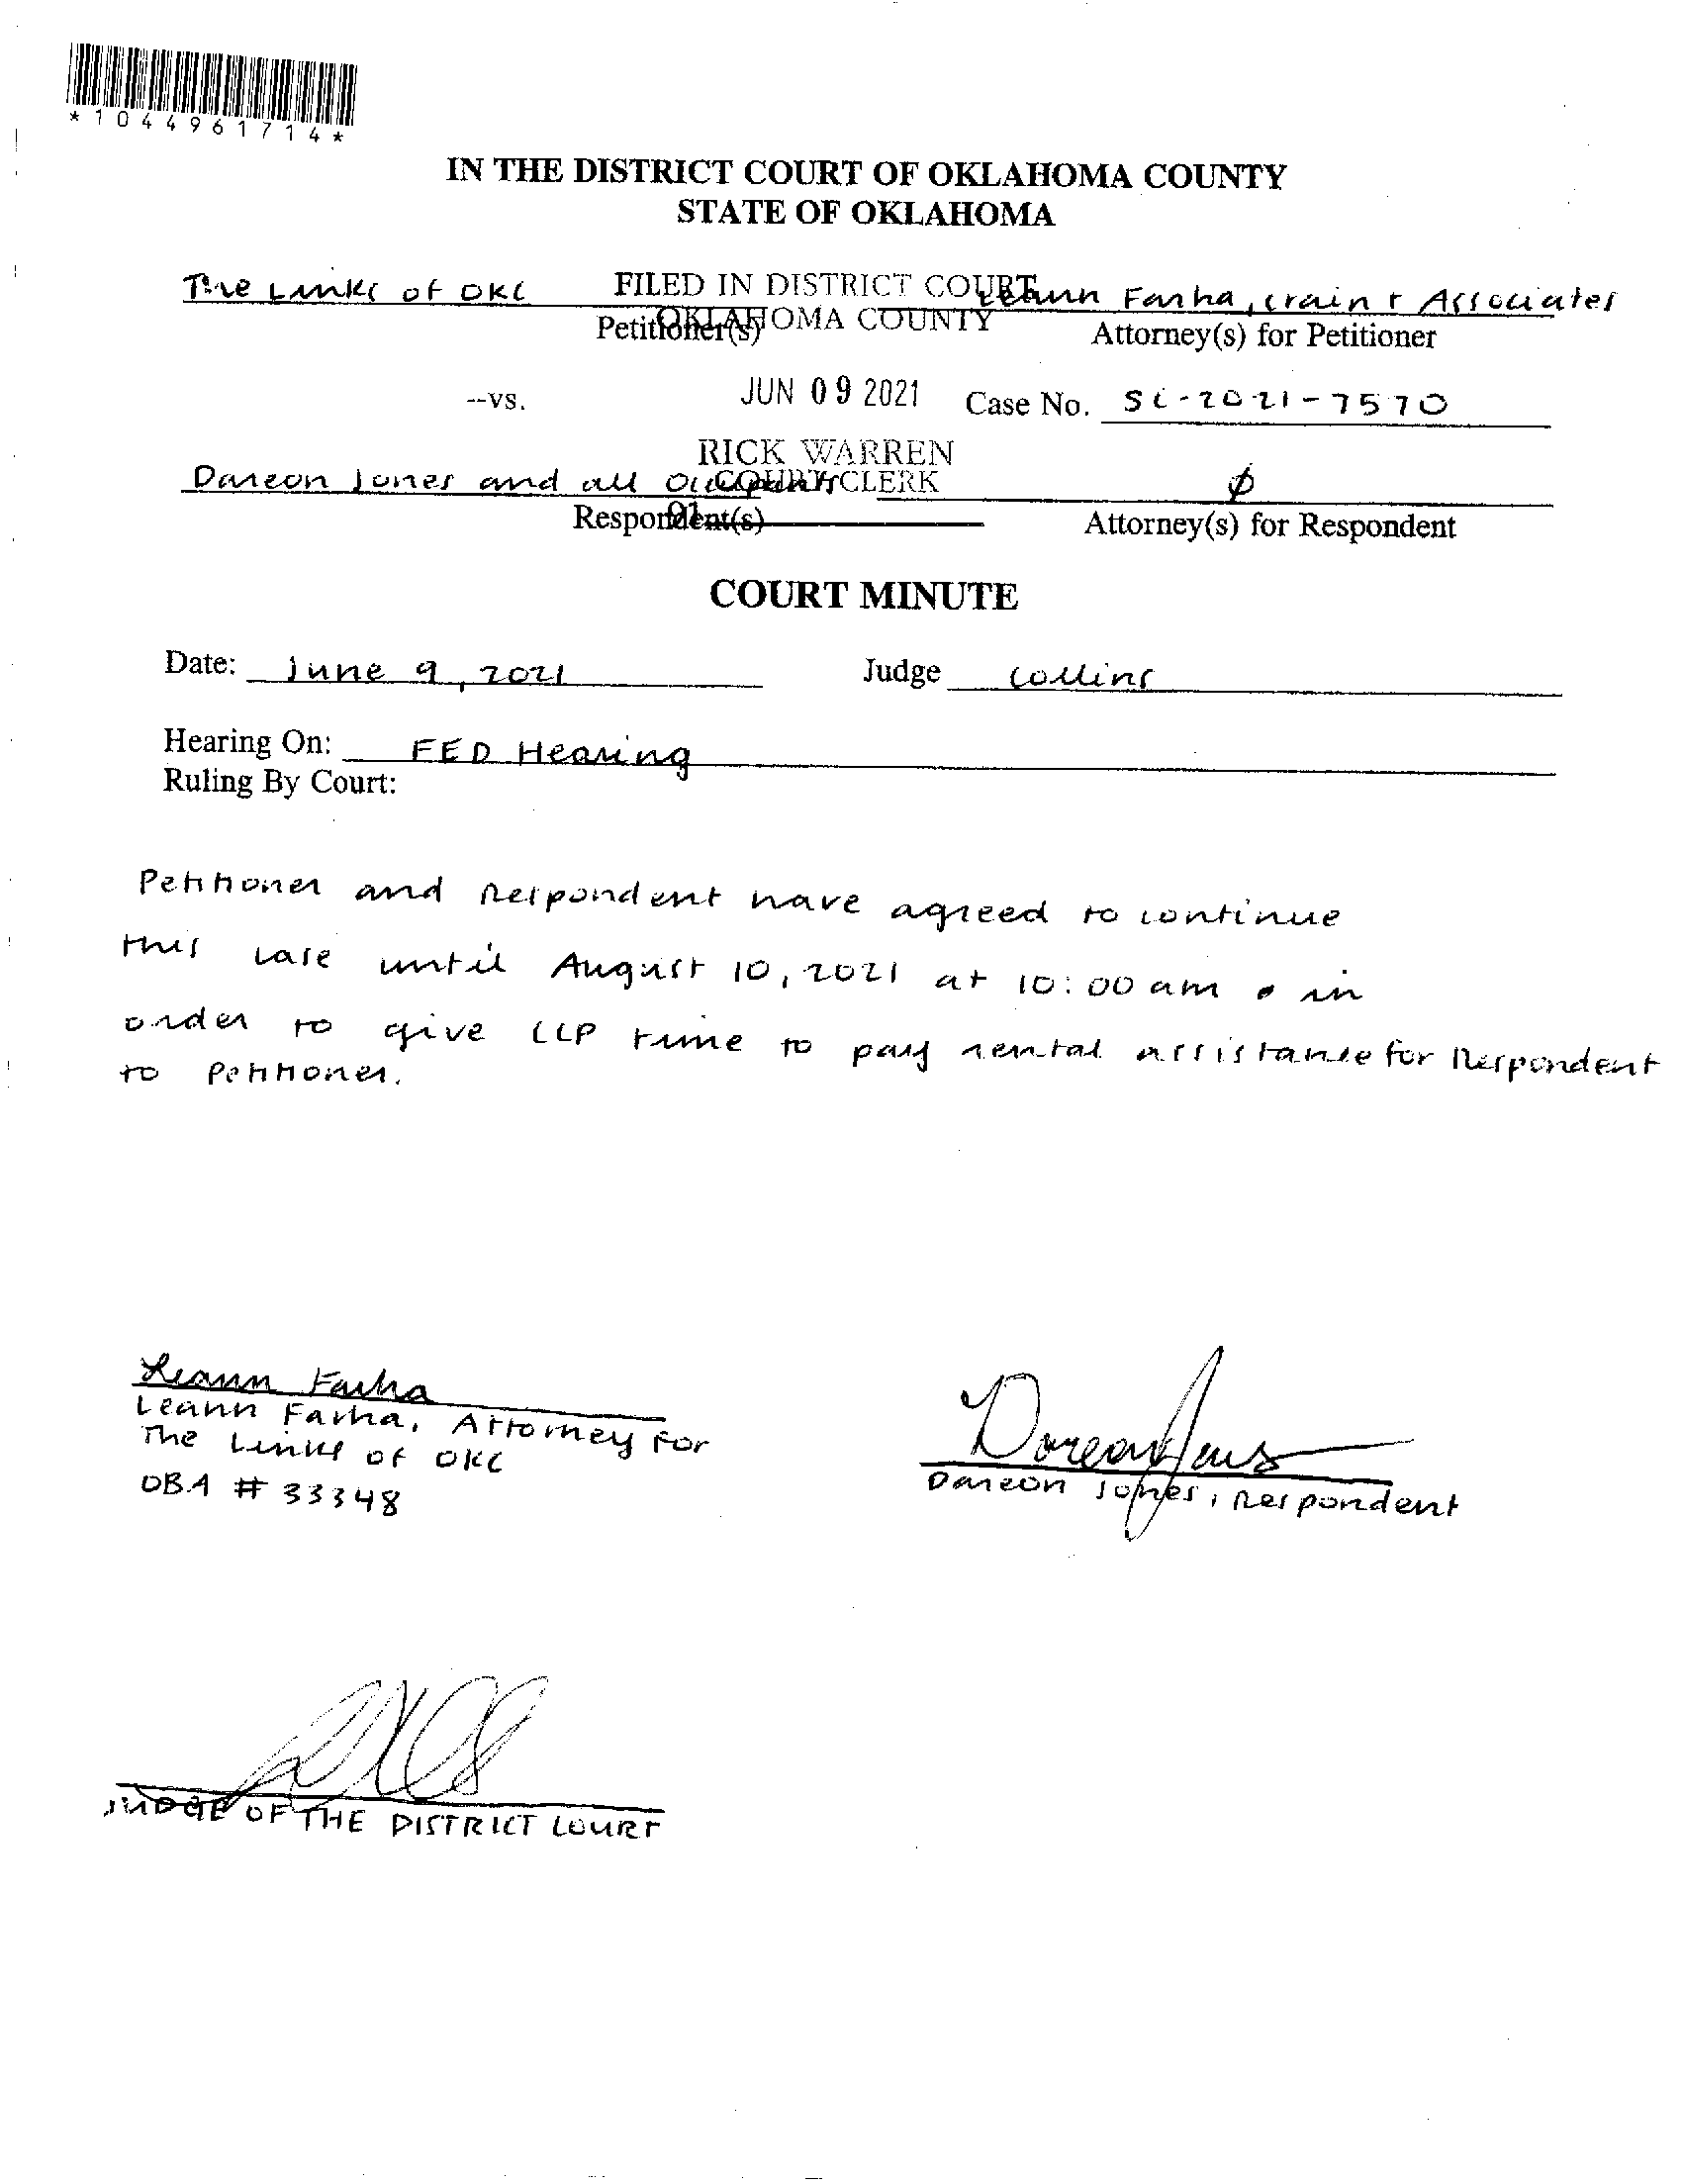 *1044961714*
IN THE DISTRICT COURT OF OKLAHOMA COUNTY
STATE OF OKLAHOMA
The Links of OKC
FILED IN DISTRICT COURT
OKLAHOMA COUNTY
Leann Farha, Crain + Associates
Petitioner(s)
Attorney(s) for Petitioner
--vs.
JUN 09 2021
Case No. SC-2021-7570
RICK WARREN
COURT CLERK
Dareon Jones and all Occupants
Ø
Respondent(s)
Attorney(s) for Respondent
COURT MINUTE
Date: June 9, 2021
Judge Collins
Hearing On: FED Hearing
Ruling By Court:
Petitioner and Respondent have agreed to continue
this case until August 10, 2021 at 10:00 am in
order to give CCP time to pay rental assistance for Respondent
to Petitioner.
Leann Farha
Leann Farha, Attorney for
The Links of OKC
OBA # 33348
Dareon Jones
Dareon Jones, Respondent
JUDGE OF THE DISTRICT COURT